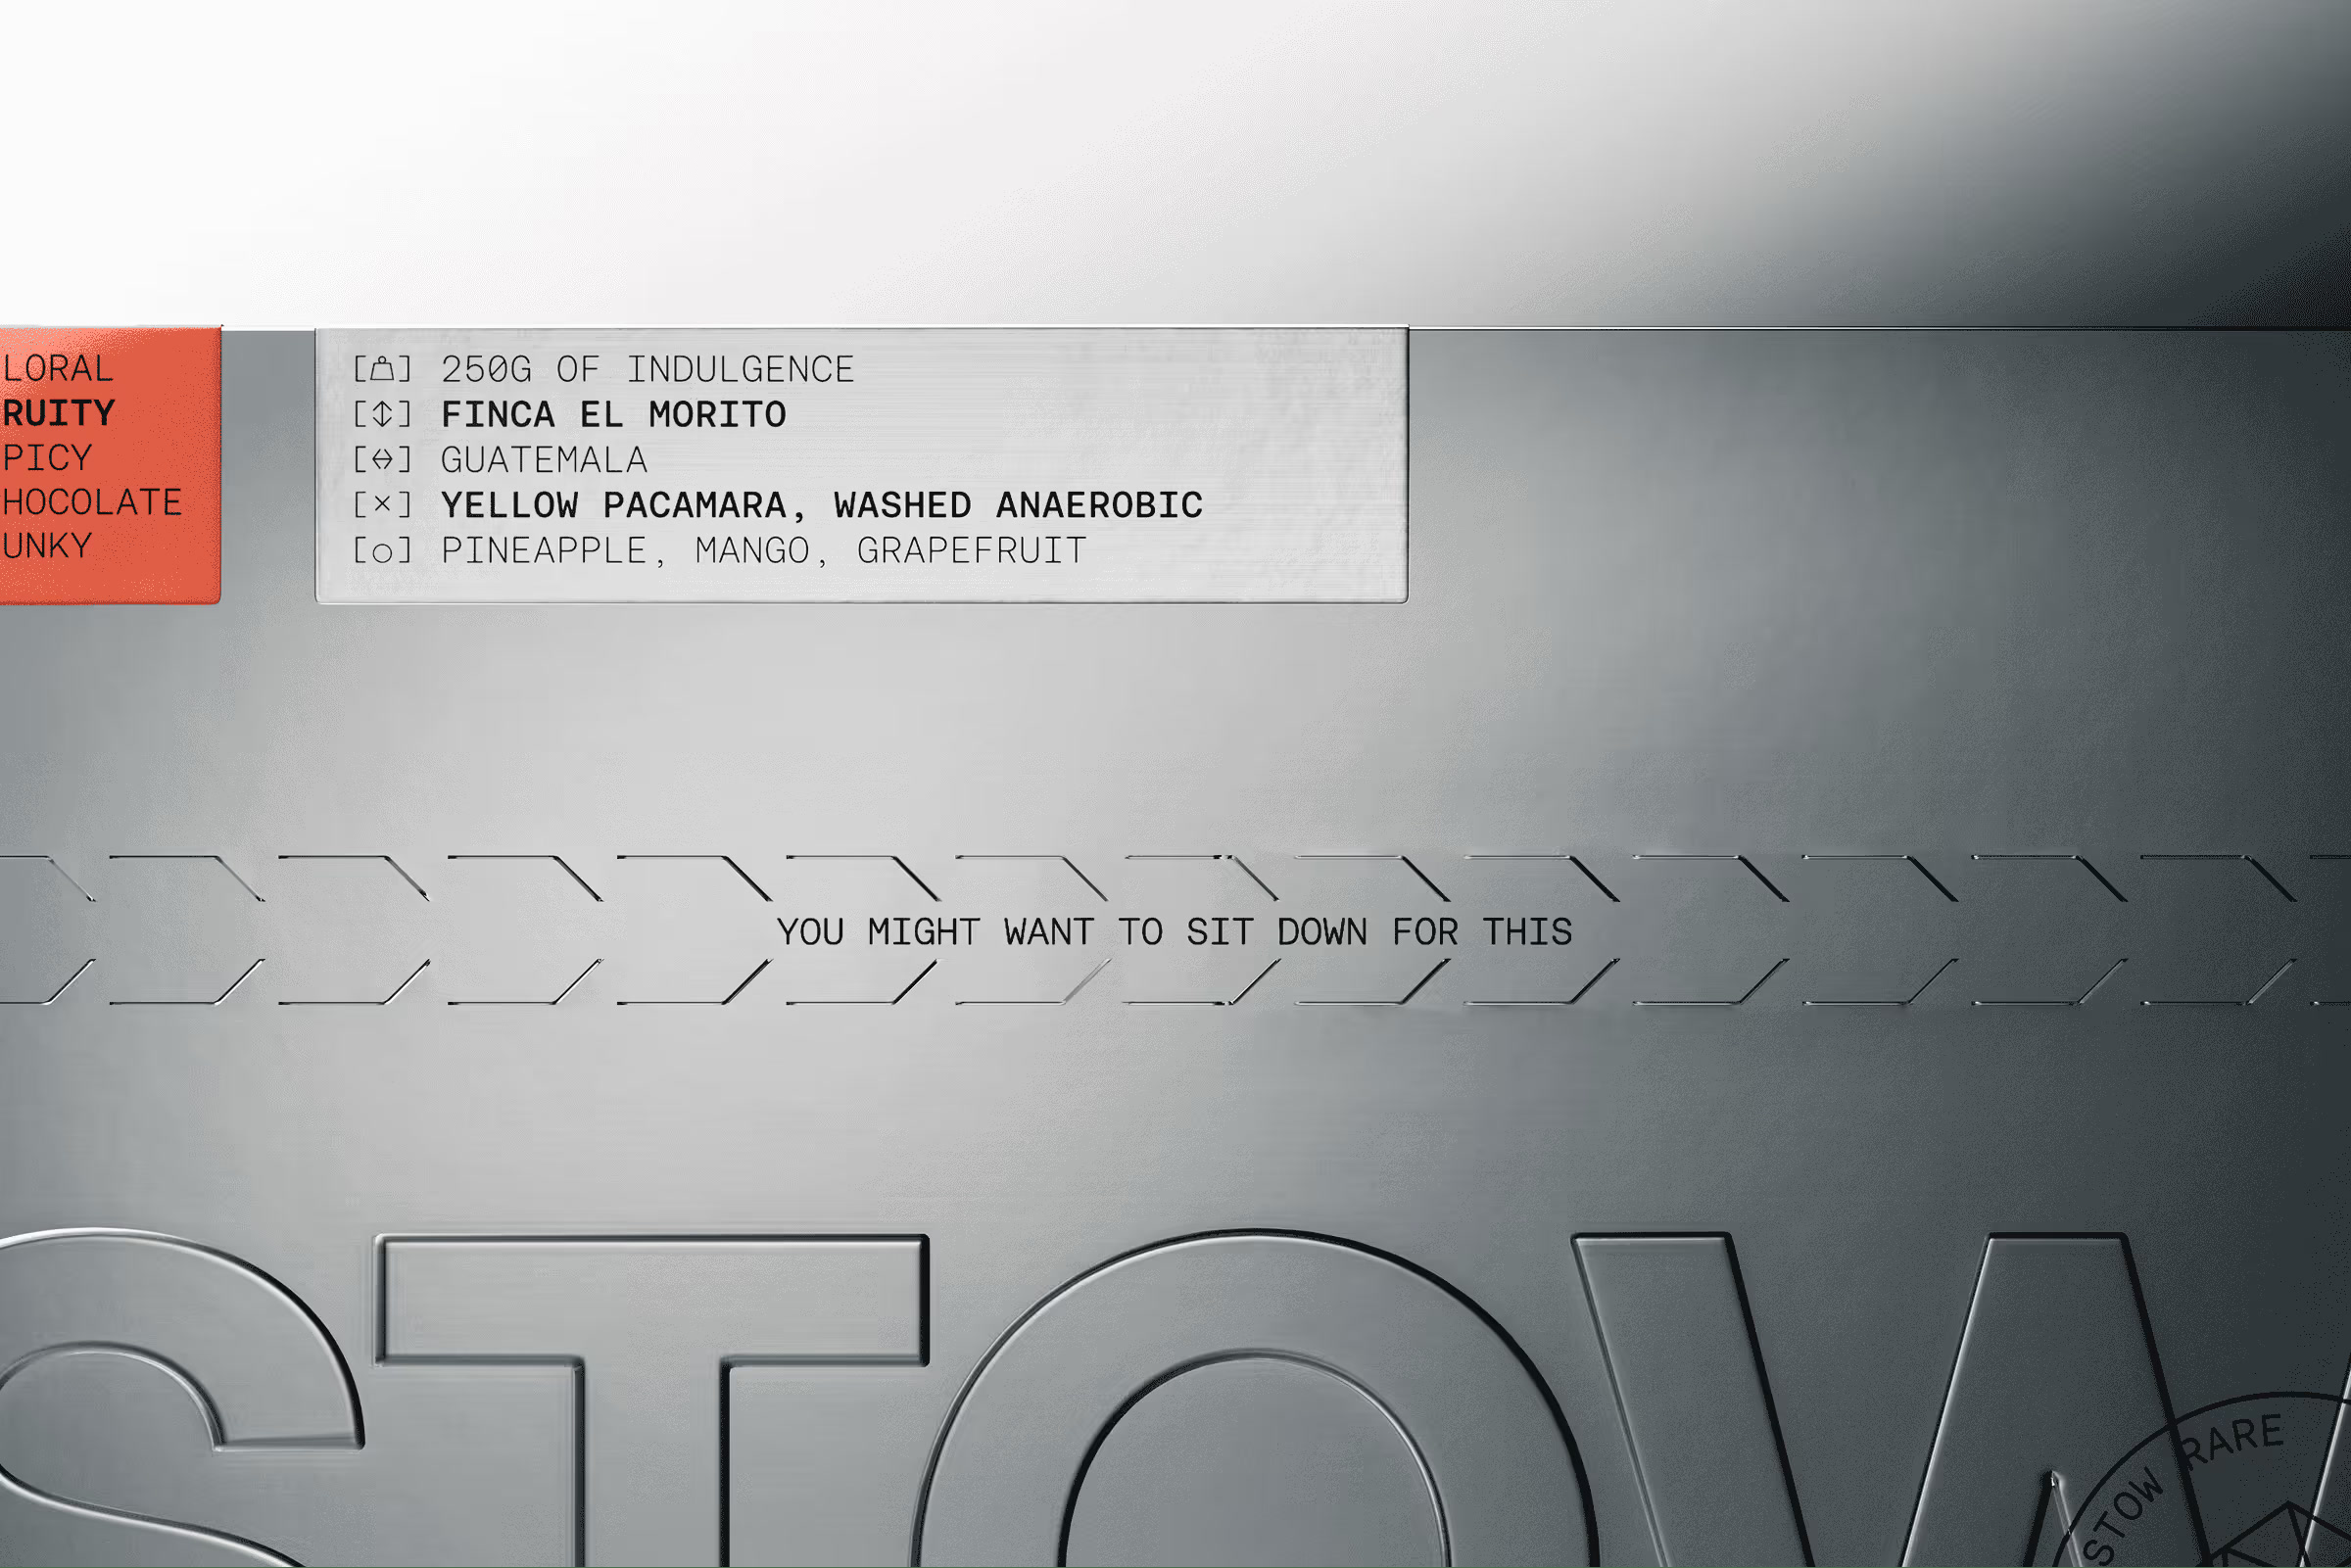 LORAL
RUITY
PICY
HOCOLATE
UNKY
[] 250G OF INDULGENCE
[↕] FINCA EL MORITO
[↔] GUATEMALA
[×] YELLOW PACAMARA, WASHED ANAEROBIC
[○] PINEAPPLE, MANGO, GRAPEFRUIT
YOU MIGHT WANT TO SIT DOWN FOR THIS
STOW
STOW RARE